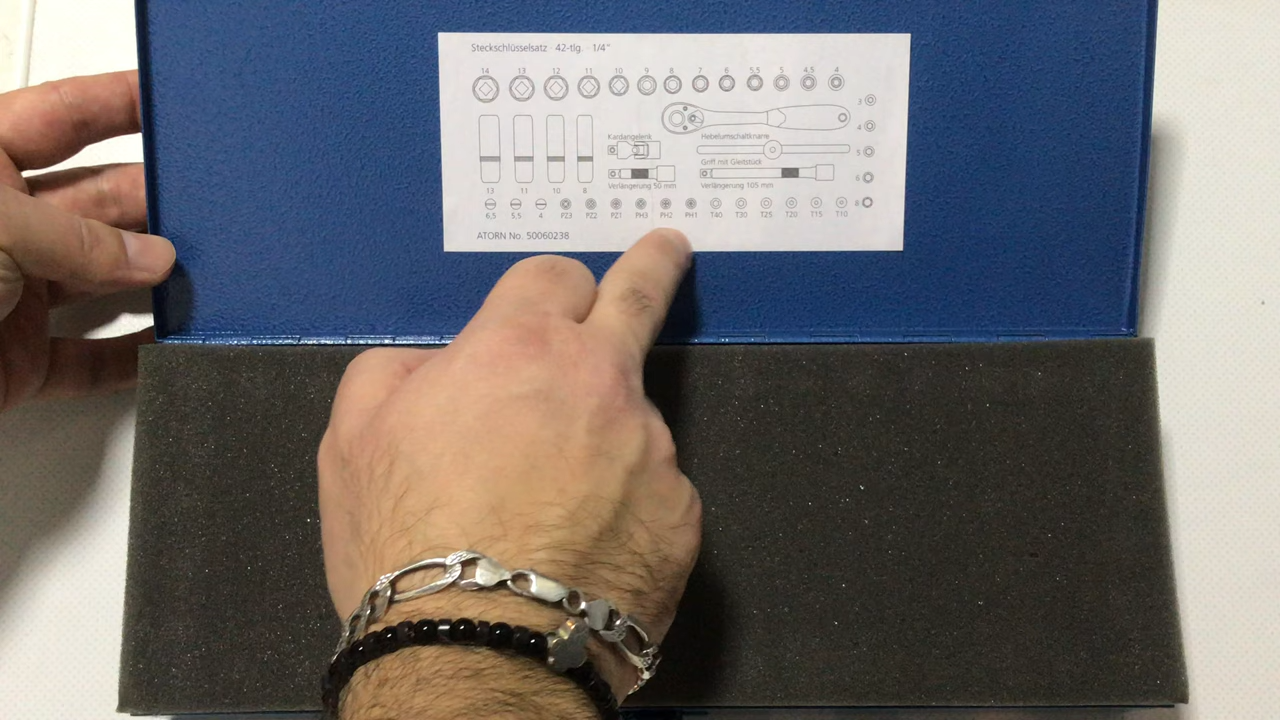 Steckschlüsselsatz · 42-tlg. · 1/4"
14 13 12 11 10 9 8 7 6 5,5 5 4,5 4
3
4
Kardangelenk Hebelumschaltknarre
5
Griff mit Gleitstück
6
Verlängerung 50 mm Verlängerung 105 mm
13 11 10 8
8
6,5 5,5 4 PZ3 PZ2 PZ1 PH3 PH2 PH1 T40 T30 T25 T20 T15 T10
ATORN No. 50060238